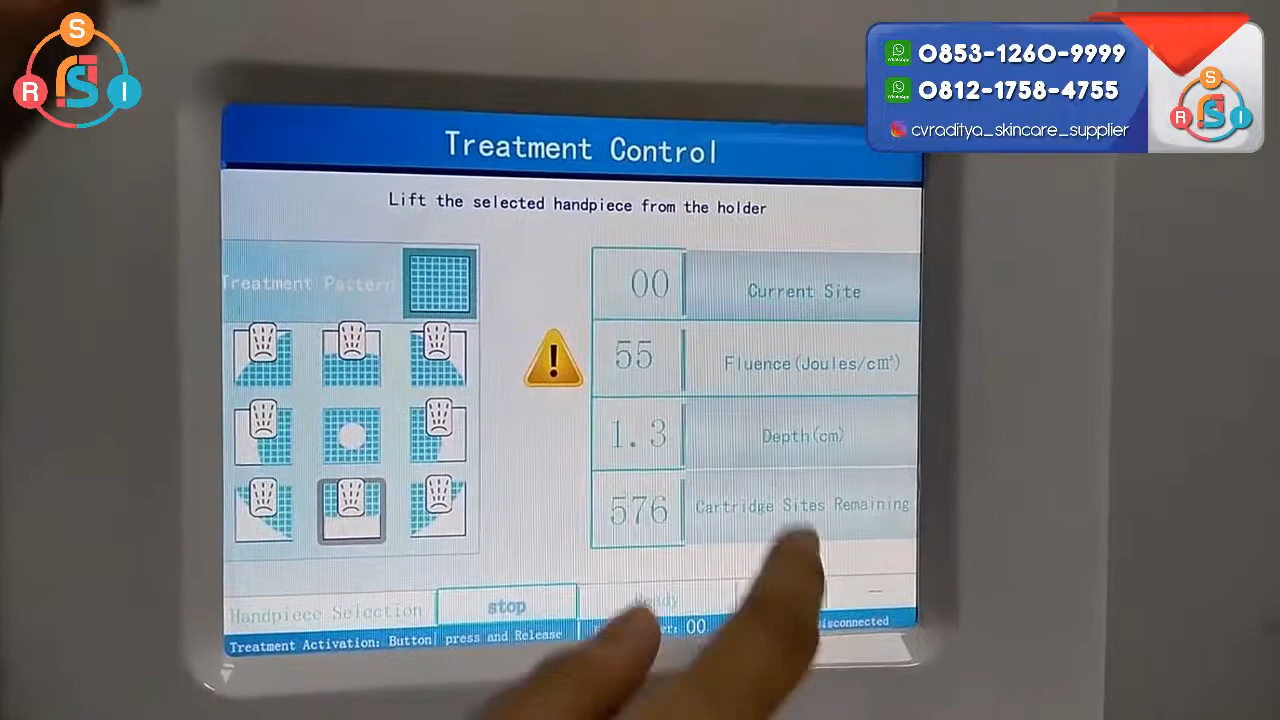 S
R
I
0853-1260-9999
0812-1758-4755
cvraditya_skincare_supplier
S
R
I
Treatment Control
Lift the selected handpiece from the holder
Treatment Pattern
00
Current Site
55
Fluence(Joules/cm²)
1.3
Depth(cm)
576
Cartridge Sites Remaining
Handpiece Selection
stop
Ready
Treatment Activation: Button| press and Release
00